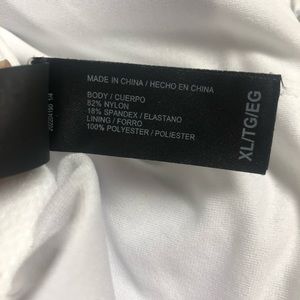 MADE IN CHINA / HECHO EN CHINA
BODY / CUERPO
82% NYLON
18% SPANDEX / ELASTANO
LINING / FORRO
100% POLYESTER / POLIESTER
XL/TG/EG